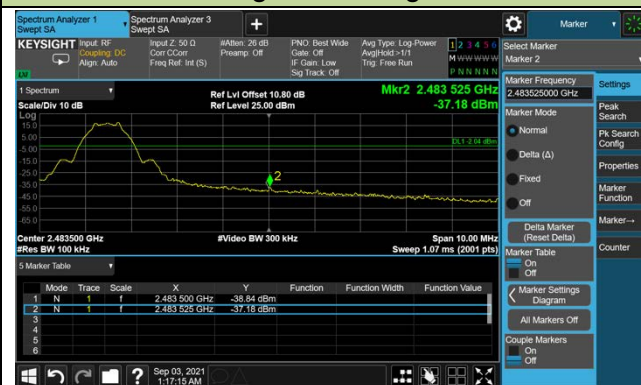 Spectrum Analyzer 1
Swept SA
Spectrum Analyzer 3
Swept SA
+
Marker
KEYSIGHT
Input: RF
Coupling: DC
Align: Auto
Input Z: 50 Ω
Corr CCorr
Freq Ref: Int (S)
#Atten: 26 dB
Preamp: Off
PNO: Best Wide
Gate: Off
IF Gain: Low
Sig Track: Off
Avg Type: Log-Power
Avg|Hold:>1/1
Trig: Free Run
1 2 3 4 5 6
M W W W W W
P N N N N N
LM
Select Marker
Marker 2
1 Spectrum
Scale/Div 10 dB
Ref Lvl Offset 10.80 dB
Ref Level 25.00 dBm
Mkr2 2.483 525 GHz
-37.18 dBm
Log
15.0
5.00
-5.00
-15.0
-25.0
-35.0
-45.0
-55.0
-65.0
DL1 -2.04 dBm
2
Center 2.483500 GHz
#Res BW 100 kHz
#Video BW 300 kHz
Span 10.00 MHz
Sweep 1.07 ms (2001 pts)
5 Marker Table
Mode Trace Scale X Y Function Function Width Function Value
1 N 1 f 2.483 500 GHz -38.84 dBm
2 N 1 f 2.483 525 GHz -37.18 dBm
3
4
5
6
Marker Frequency
2.483525000 GHz
Marker Mode
Normal
Delta (Δ)
Fixed
Off
Delta Marker
(Reset Delta)
Marker Table
On
Off
Marker Settings
Diagram
All Markers Off
Couple Markers
On
Off
Settings
Peak
Search
Pk Search
Config
Properties
Marker
Function
Marker→
Counter
?
Sep 03, 2021
1:17:15 AM